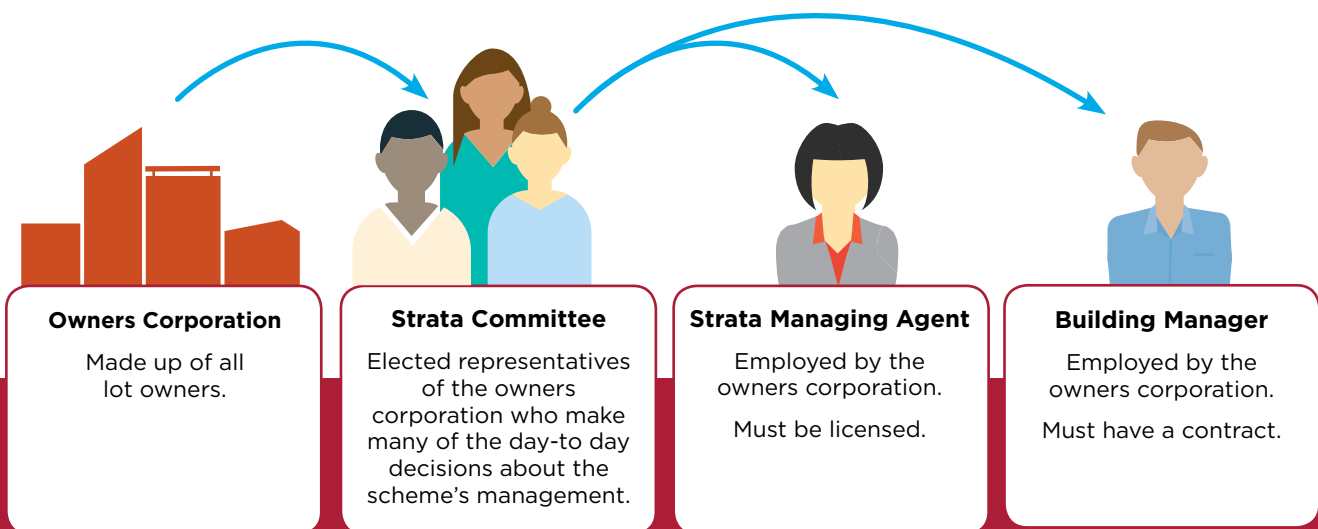 Owners Corporation
Made up of all
lot owners.
Strata Committee
Elected representatives
of the owners
corporation who make
many of the day-to day
decisions about the
scheme's management.
Strata Managing Agent
Employed by the
owners corporation.
Must be licensed.
Building Manager
Employed by the
owners corporation.
Must have a contract.